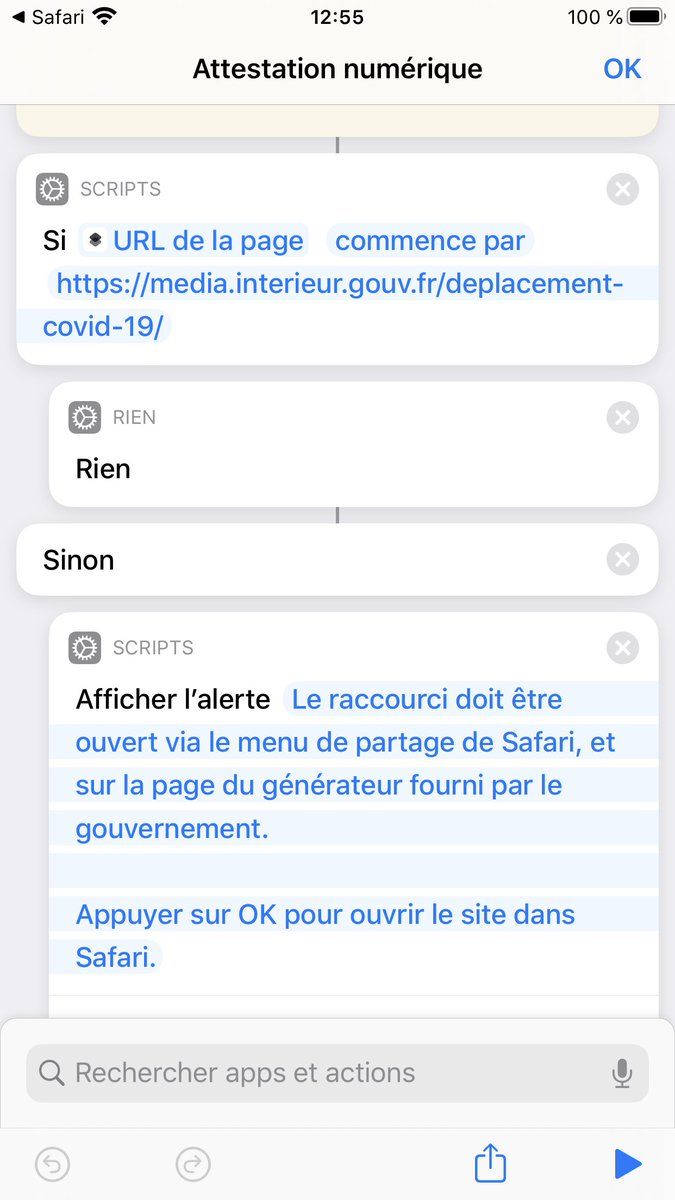 Safari
12:55
100 %
Attestation numérique
OK
SCRIPTS
Si URL de la page commence par
https://media.interieur.gouv.fr/deplacement-
covid-19/
RIEN
Rien
Sinon
SCRIPTS
Afficher l’alerte Le raccourci doit être
ouvert via le menu de partage de Safari, et
sur la page du générateur fourni par le
gouvernement.
Appuyer sur OK pour ouvrir le site dans
Safari.
Rechercher apps et actions